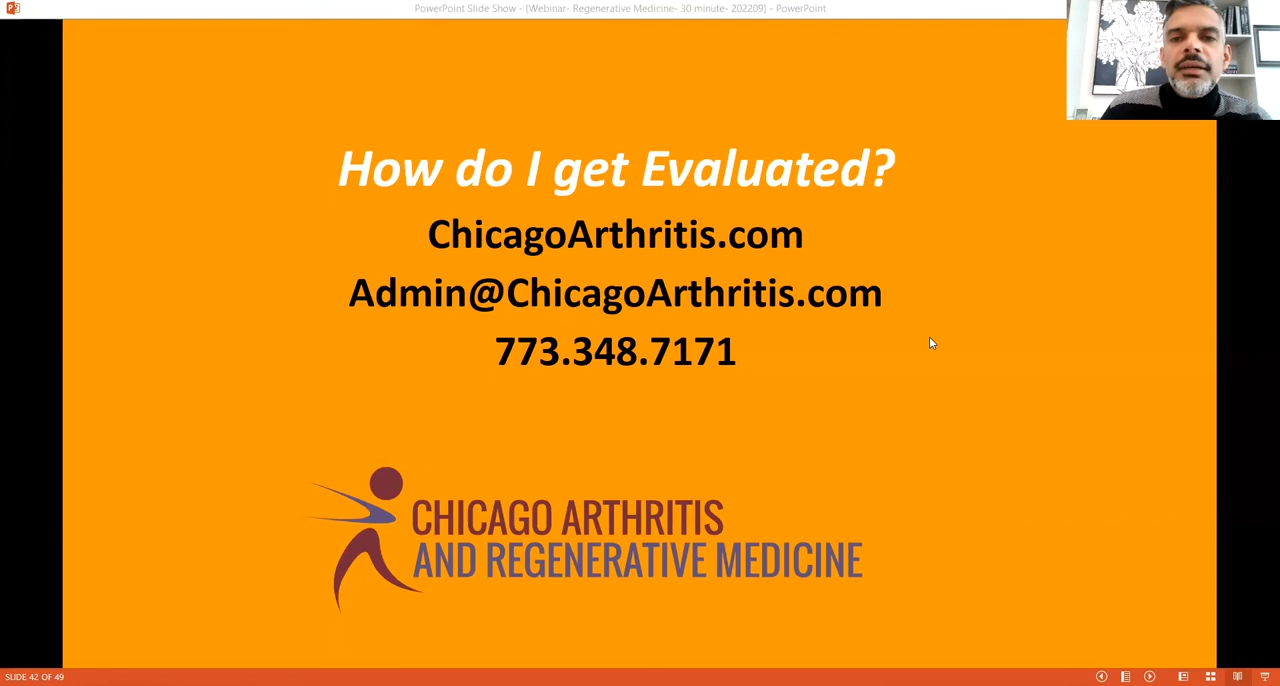 PowerPoint Slide Show - [Webinar- Regenerative Medicine- 30 minute- 202209] - PowerPoint
How do I get Evaluated?
ChicagoArthritis.com
Admin@ChicagoArthritis.com
773.348.7171
CHICAGO ARTHRITIS
AND REGENERATIVE MEDICINE
SLIDE 42 OF 49